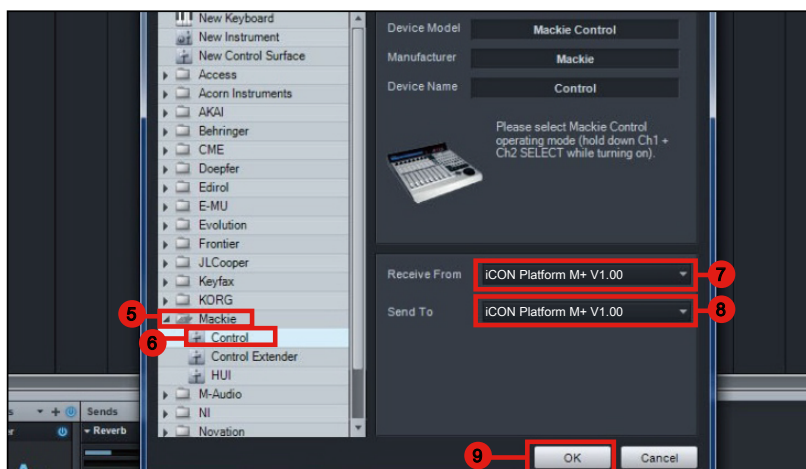 New Keyboard
New Instrument
New Control Surface
Access
Acorn Instruments
AKAI
Behringer
CME
Doepfer
Edirol
E-MU
Evolution
Frontier
JLCooper
Keyfax
KORG
5 Mackie
6 Control
Control Extender
HUI
M-Audio
NI
Novation
Device Model Mackie Control
Manufacturer Mackie
Device Name Control
Please select Mackie Control
operating mode (hold down Ch1 +
Ch2 SELECT while turning on).
Receive From iCON Platform M+ V1.00 7
Send To iCON Platform M+ V1.00 8
Sends
Reverb
9 OK Cancel